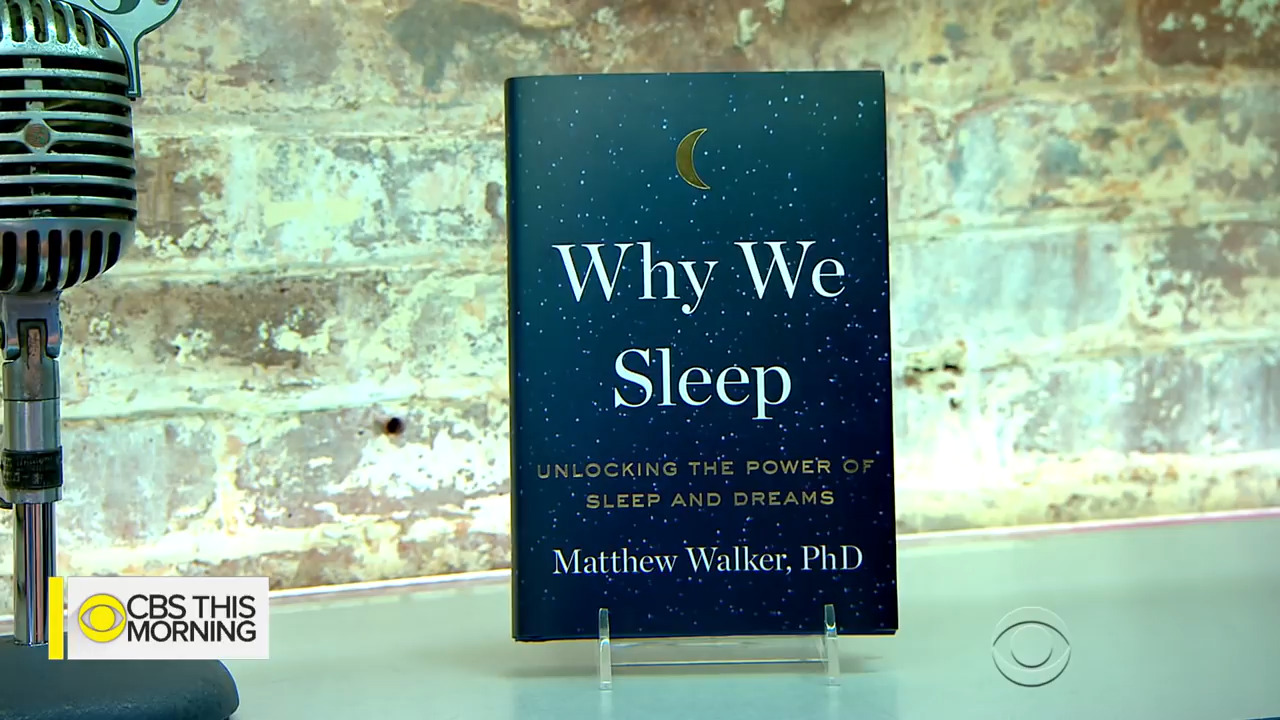 Why We
Sleep
UNLOCKING THE POWER OF
SLEEP AND DREAMS
Matthew Walker, PhD
CBS THIS
MORNING